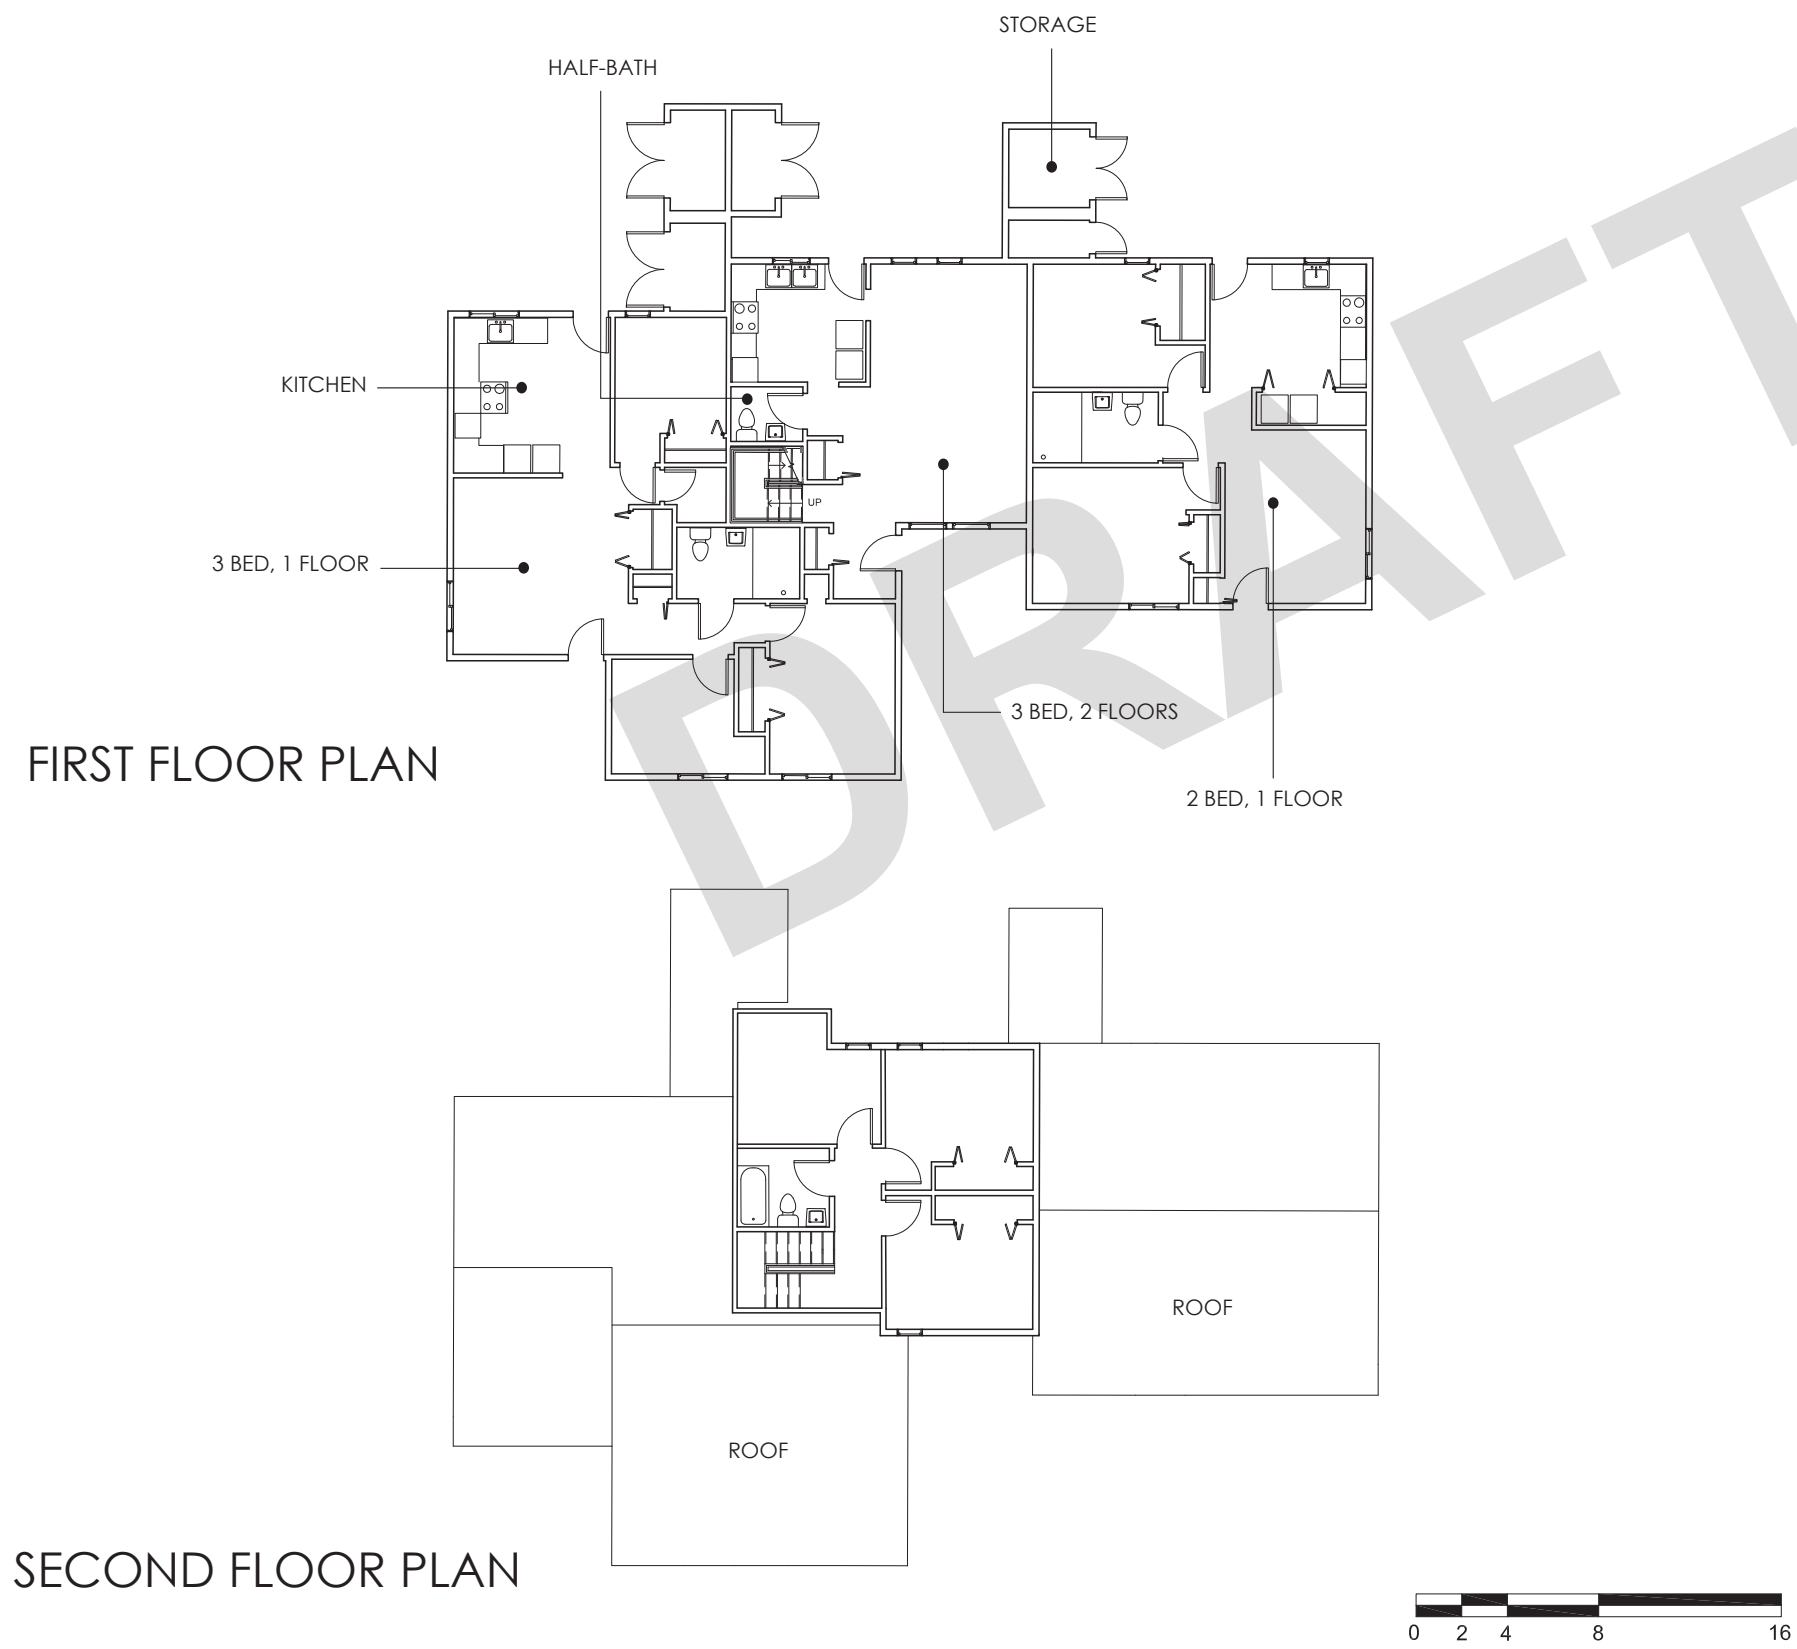 STORAGE
HALF-BATH
KITCHEN
UP
3 BED, 1 FLOOR
3 BED, 2 FLOORS
FIRST FLOOR PLAN
2 BED, 1 FLOOR
DRAFT
ROOF
ROOF
SECOND FLOOR PLAN
0 2 4 8 16